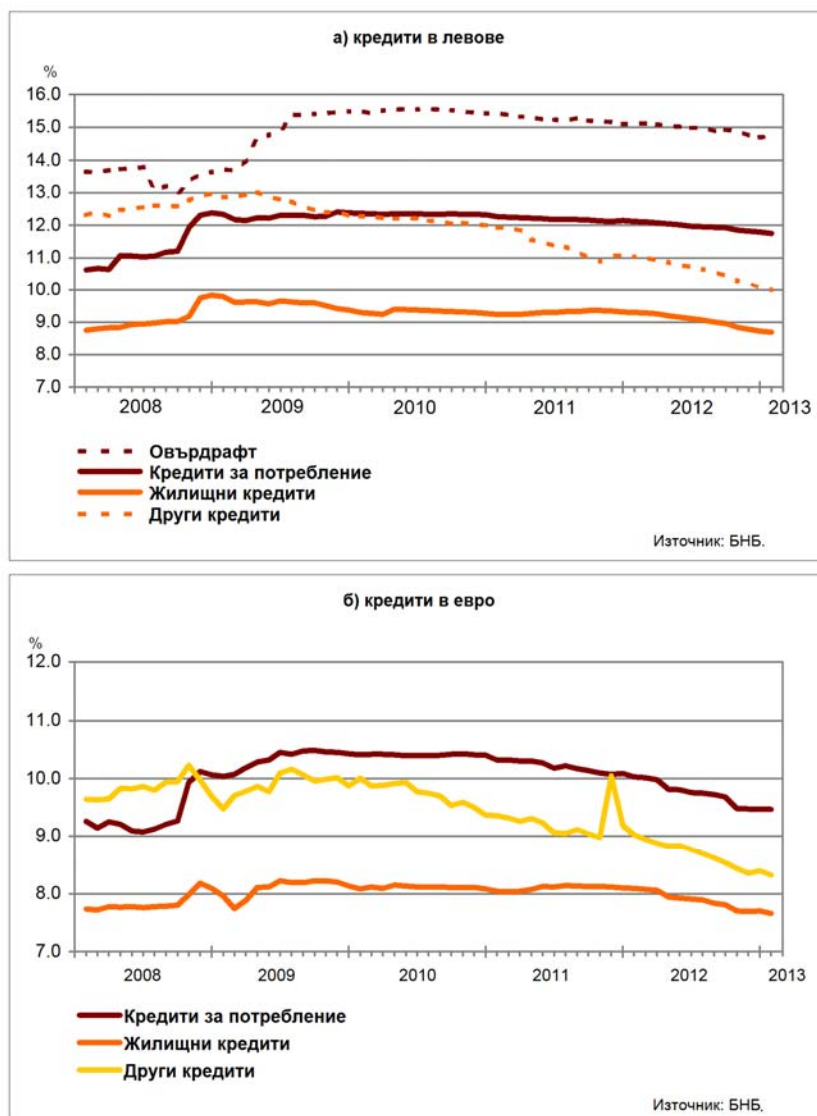 а) кредити в левове
%
16.0
15.0
14.0
13.0
12.0
11.0
10.0
9.0
8.0
7.0
2008 2009 2010 2011 2012 2013
Овърдрафт
Кредити за потребление
Жилищни кредити
Други кредити
Източник: БНБ.
б) кредити в евро
%
12.0
11.0
10.0
9.0
8.0
7.0
2008 2009 2010 2011 2012 2013
Кредити за потребление
Жилищни кредити
Други кредити
Източник: БНБ.